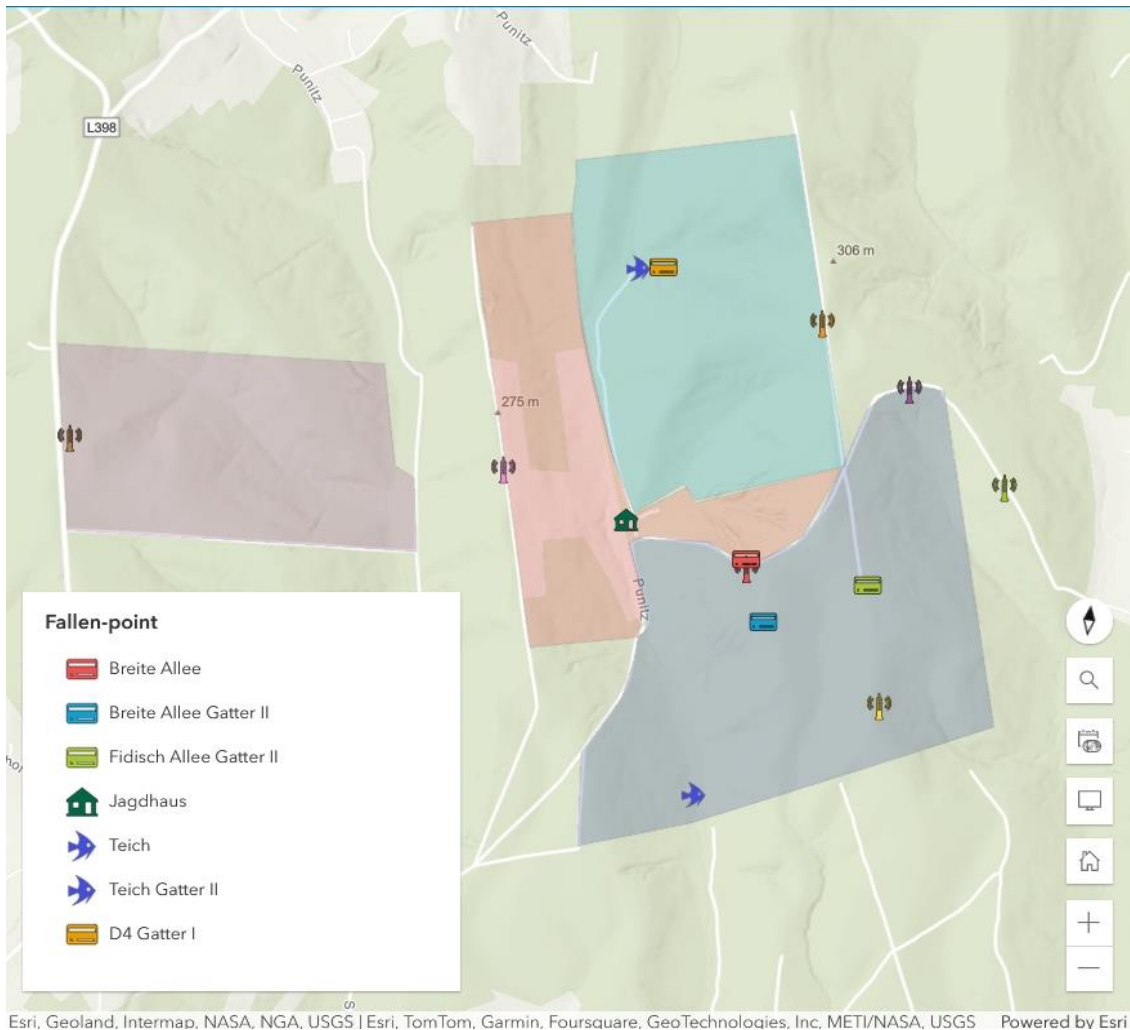 Punitz
Punitz
L398
306 m
275 m
Punitz
Fallen-point
Breite Allee
Breite Allee Gatter II
Fidisch Allee Gatter II
Jagdhaus
Teich
Teich Gatter II
D4 Gatter I
Esri, Geoland, Intermap, NASA, NGA, USGS | Esri, TomTom, Garmin, Foursquare, GeoTechnologies, Inc, METI/NASA, USGS Powered by Esri